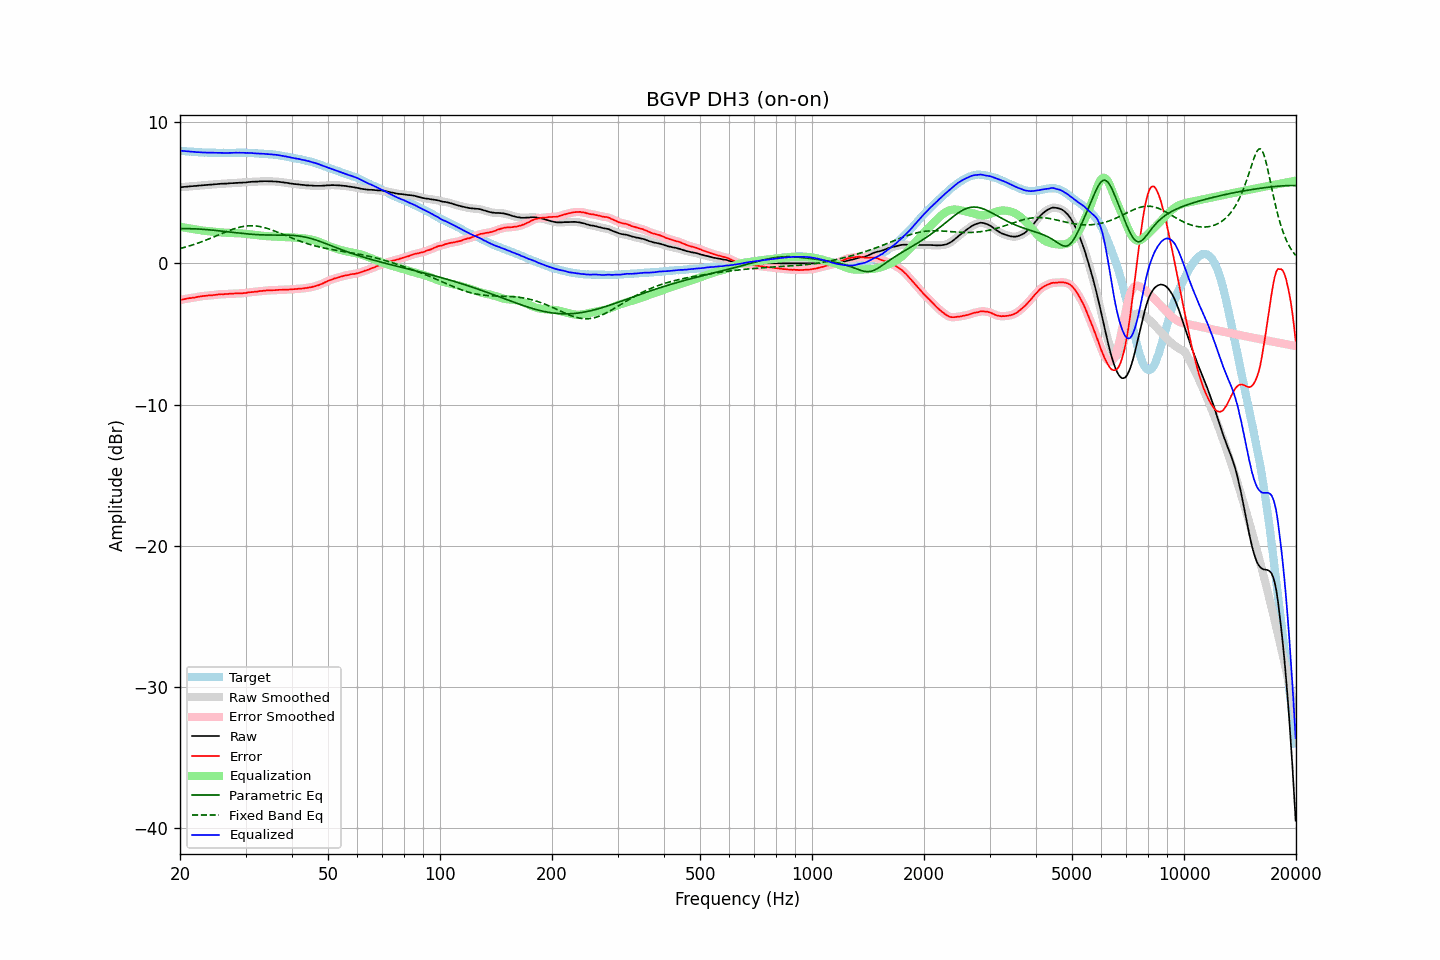 BGVP DH3 (on-on)
10
0
−10
−20
−30
−40
Amplitude (dBr)
Target
Raw Smoothed
Error Smoothed
Raw
Error
Equalization
Parametric Eq
Fixed Band Eq
Equalized
20
50
100
200
500
1000
2000
5000
10000
20000
Frequency (Hz)